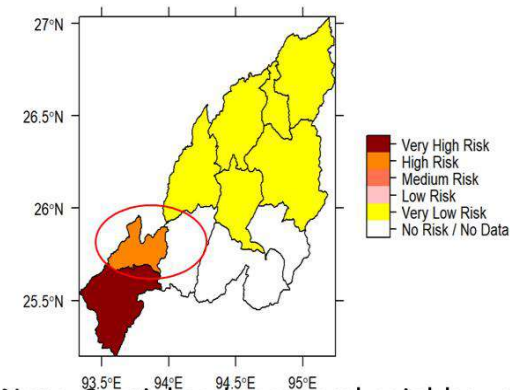 27°N
26.5°N
26°N
25.5°N
93.5°E 94°E 94.5°E 95°E
Very High Risk
High Risk
Medium Risk
Low Risk
Very Low Risk
No Risk / No Data